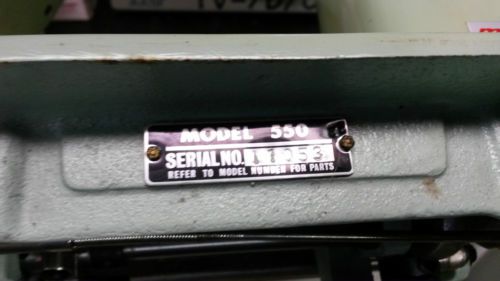 MODEL 550
SERIAL NO.
REFER TO MODEL NUMBER FOR PARTS